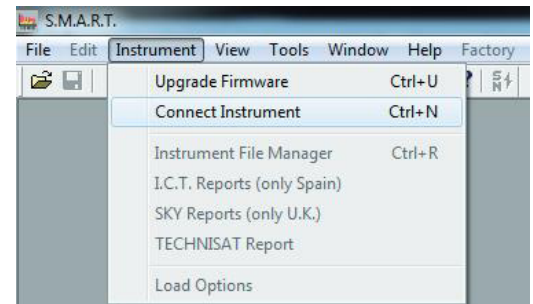 S.M.A.R.T.
File Edit Instrument View Tools Window Help Factory
Upgrade Firmware Ctrl+U
Connect Instrument Ctrl+N
Instrument File Manager Ctrl+R
I.C.T. Reports (only Spain)
SKY Reports (only U.K.)
TECHNISAT Report
Load Options